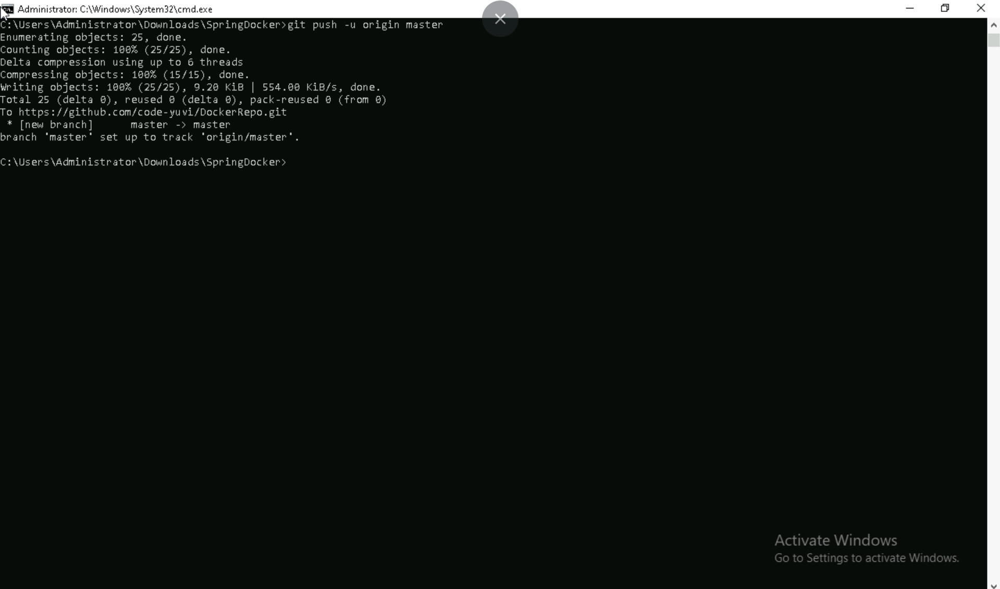 Administrator: C:\Windows\System32\cmd.exe
C:\Users\Administrator\Downloads\SpringDocker>git push -u origin master
Enumerating objects: 25, done.
Counting objects: 100% (25/25), done.
Delta compression using up to 6 threads
Compressing objects: 100% (15/15), done.
Writing objects: 100% (25/25), 9.20 KiB | 554.00 KiB/s, done.
Total 25 (delta 0), reused 0 (delta 0), pack-reused 0 (from 0)
To https://github.com/code-yuvi/DockerRepo.git
 * [new branch]      master -> master
branch 'master' set up to track 'origin/master'.
C:\Users\Administrator\Downloads\SpringDocker>
Activate Windows
Go to Settings to activate Windows.